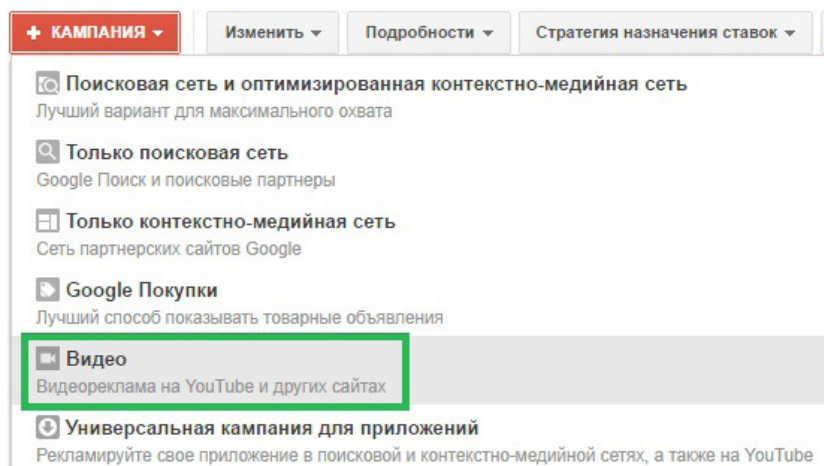 + КАМПАНИЯ Изменить Подробности Стратегия назначения ставок
Поисковая сеть и оптимизированная контекстно-медийная сеть
Лучший вариант для максимального охвата
Только поисковая сеть
Google Поиск и поисковые партнеры
Только контекстно-медийная сеть
Сеть партнерских сайтов Google
Google Покупки
Лучший способ показывать товарные объявления
Видео
Видеореклама на YouTube и других сайтах
Универсальная кампания для приложений
Рекламируйте свое приложение в поисковой и контекстно-медийной сетях, а также на YouTube